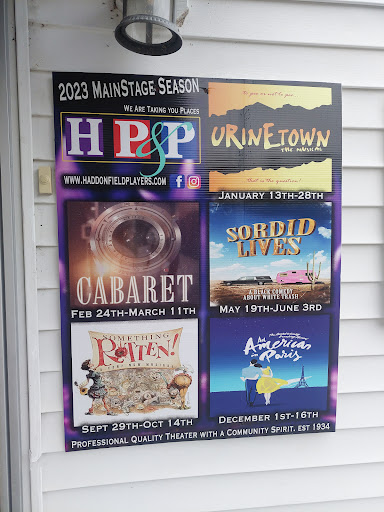 2023 MainStage Season
We Are Taking you Places
HP&P
www.haddonfieldplayers.com
URINETOWN
THE MUSICAL
January 13th-28th
CABARET
Feb 24th-March 11th
SORDID
LIVES
A BLACK COMEDY
ABOUT WHITE TRASH
May 19th-June 3rd
SOMETHING
ROTTEN!
Sept 29th-Oct 14th
An
American
in Paris
December 1st-16th
Professional Quality Theater with a Community Spirit, est 1934